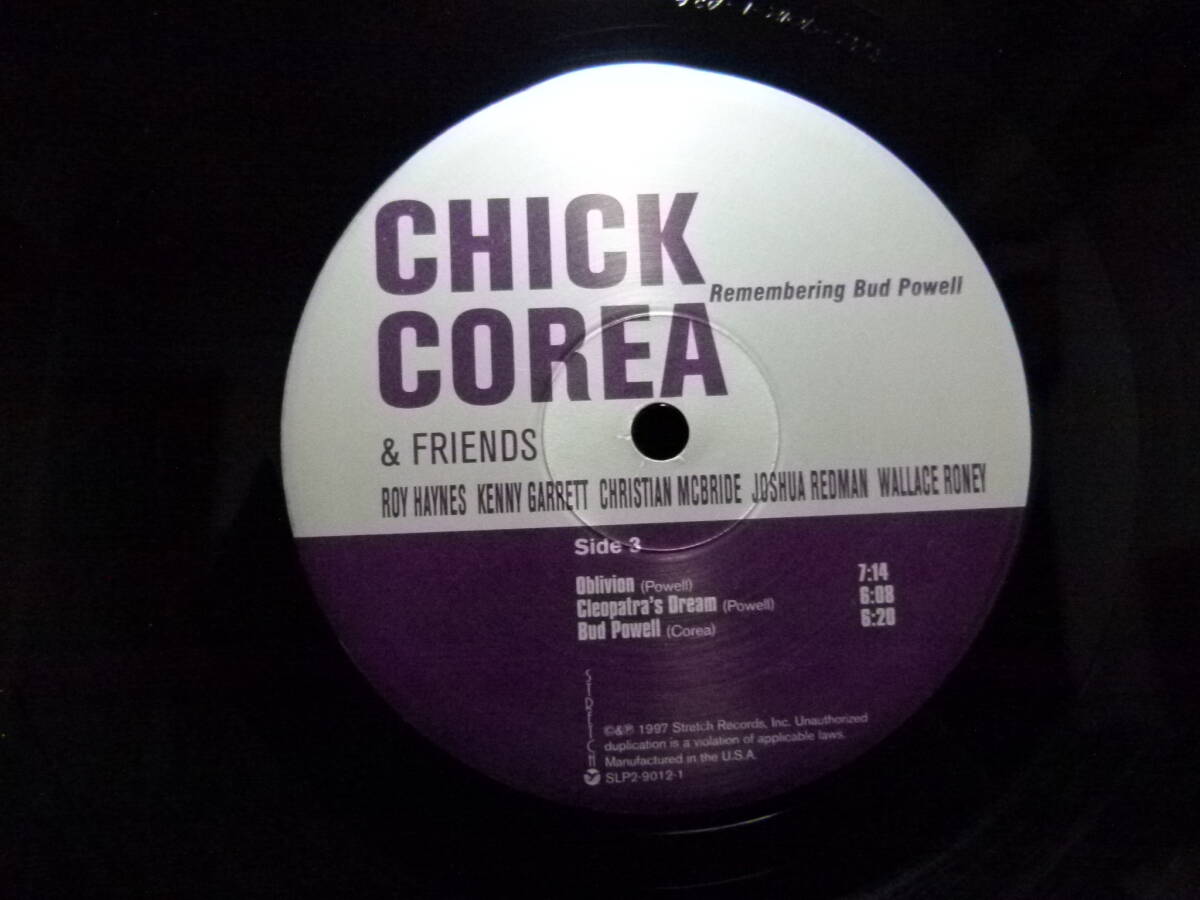 CHICK
COREA
Remembering Bud Powell
& FRIENDS
ROY HAYNES KENNY GARRETT CHRISTIAN MCBRIDE JOSHUA REDMAN WALLACE RONEY
Side 3
Oblivion (Powell) 7:14
Cleopatra's Dream (Powell) 6:08
Bud Powell (Corea) 6:20
STRETCH
©&℗ 1997 Stretch Records, Inc. Unauthorized
duplication is a violation of applicable laws.
Manufactured in the U.S.A.
SLP2-9012-1